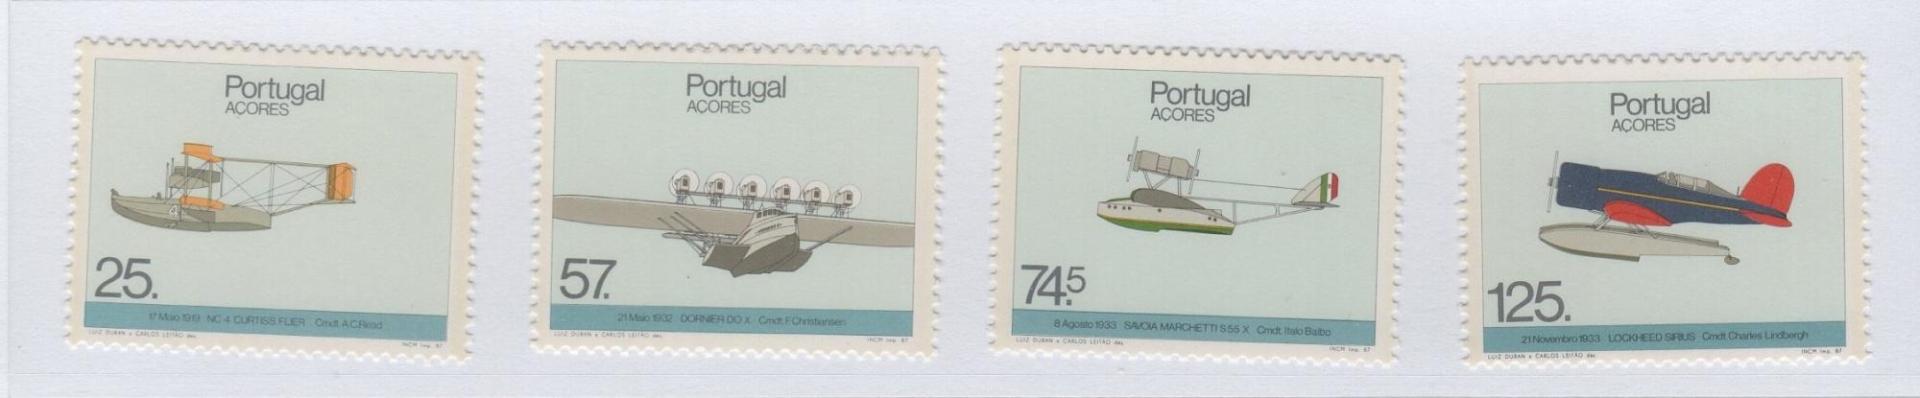 Portugal
AÇORES
25.
17 Maio 1919 NC 4 CURTISS FLIER Cmdt. A.C.Read
LUIZ DURAN e CARLOS LEITÃO des. INCM Imp. 87
Portugal
AÇORES
57.
21 Maio 1932 DORNIER DO X Cmdt. F. Christiansen
LUIZ DURAN e CARLOS LEITÃO des. INCM Imp. 87
Portugal
AÇORES
74.5
8 Agosto 1933 SAVOIA MARCHETTI S 55 X Cmdt. Italo Balbo
LUIZ DURAN e CARLOS LEITÃO des. INCM Imp. 87
Portugal
AÇORES
125.
21 Novembro 1933 LOCKHEED SIRIUS Cmdt Charles Lindbergh
LUIZ DURAN e CARLOS LEITÃO des. INCM Imp. 87